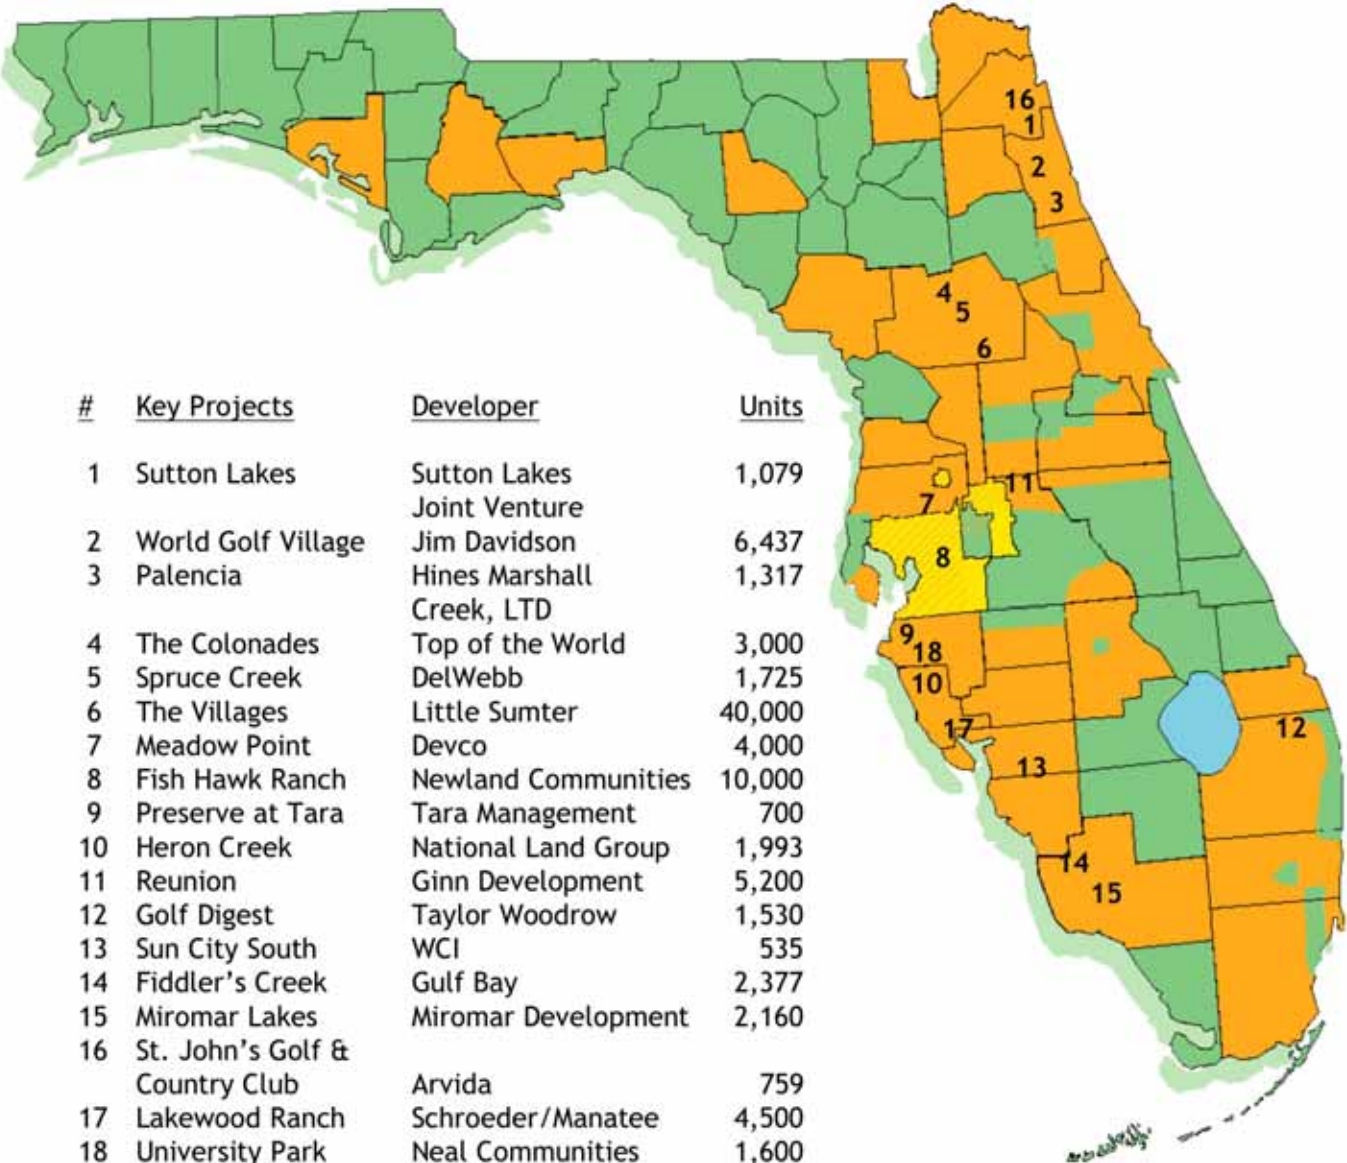 # Key Projects Developer Units
1 Sutton Lakes Sutton Lakes 1,079
Joint Venture
2 World Golf Village Jim Davidson 6,437
3 Palencia Hines Marshall 1,317
Creek, LTD
4 The Colonades Top of the World 3,000
5 Spruce Creek DelWebb 1,725
6 The Villages Little Sumter 40,000
7 Meadow Point Devco 4,000
8 Fish Hawk Ranch Newland Communities 10,000
9 Preserve at Tara Tara Management 700
10 Heron Creek National Land Group 1,993
11 Reunion Ginn Development 5,200
12 Golf Digest Taylor Woodrow 1,530
13 Sun City South WCI 535
14 Fiddler's Creek Gulf Bay 2,377
15 Miromar Lakes Miromar Development 2,160
16 St. John's Golf &
Country Club Arvida 759
17 Lakewood Ranch Schroeder/Manatee 4,500
18 University Park Neal Communities 1,600
16
1
2
3
4
5
6
11
7
8
9
18
10
17
12
13
14
15